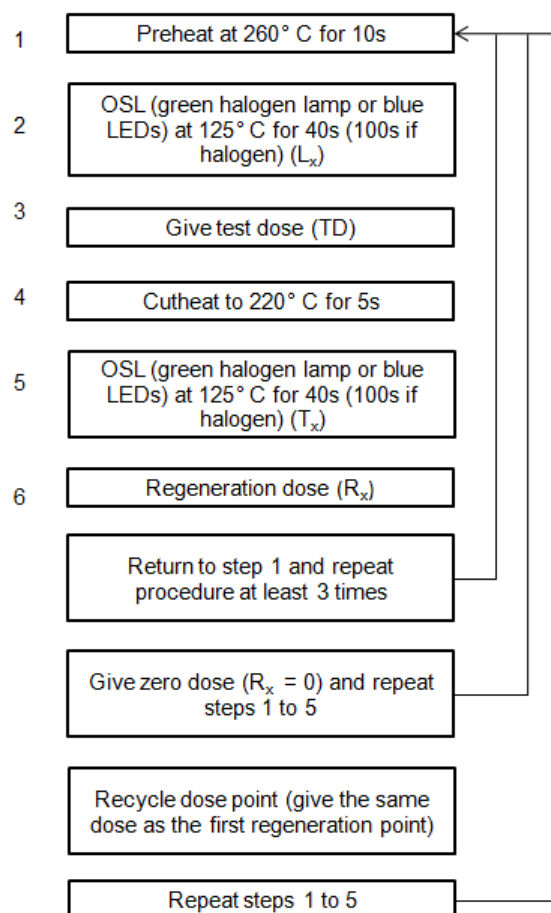 1
Preheat at 260° C for 10s
2
OSL (green halogen lamp or blue
LEDs) at 125° C for 40s (100s if
halogen) (Lₓ)
3
Give test dose (TD)
4
Cutheat to 220° C for 5s
5
OSL (green halogen lamp or blue
LEDs) at 125° C for 40s (100s if
halogen) (Tₓ)
6
Regeneration dose (Rₓ)
Return to step 1 and repeat
procedure at least 3 times
Give zero dose (Rₓ = 0) and repeat
steps 1 to 5
Recycle dose point (give the same
dose as the first regeneration point)
Repeat steps 1 to 5